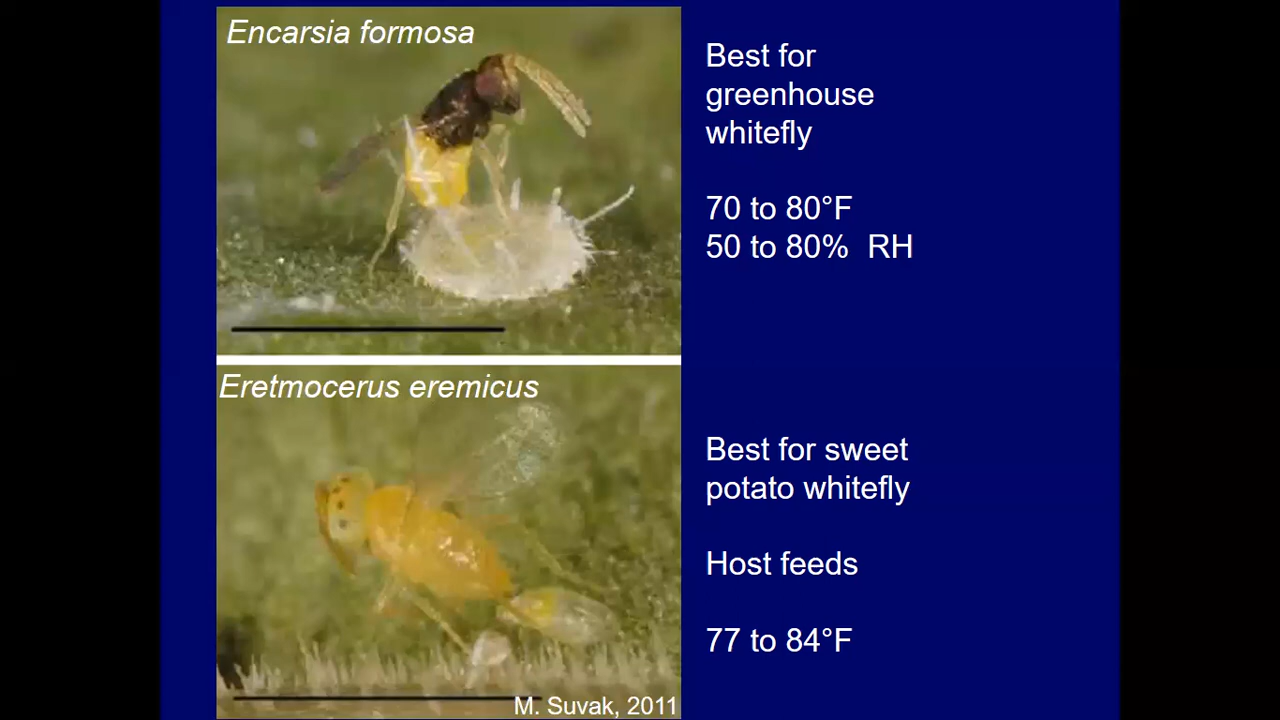 Encarsia formosa
Best for
greenhouse
whitefly
70 to 80°F
50 to 80% RH
Eretmocerus eremicus
Best for sweet
potato whitefly
Host feeds
77 to 84°F
M. Suvak, 2011